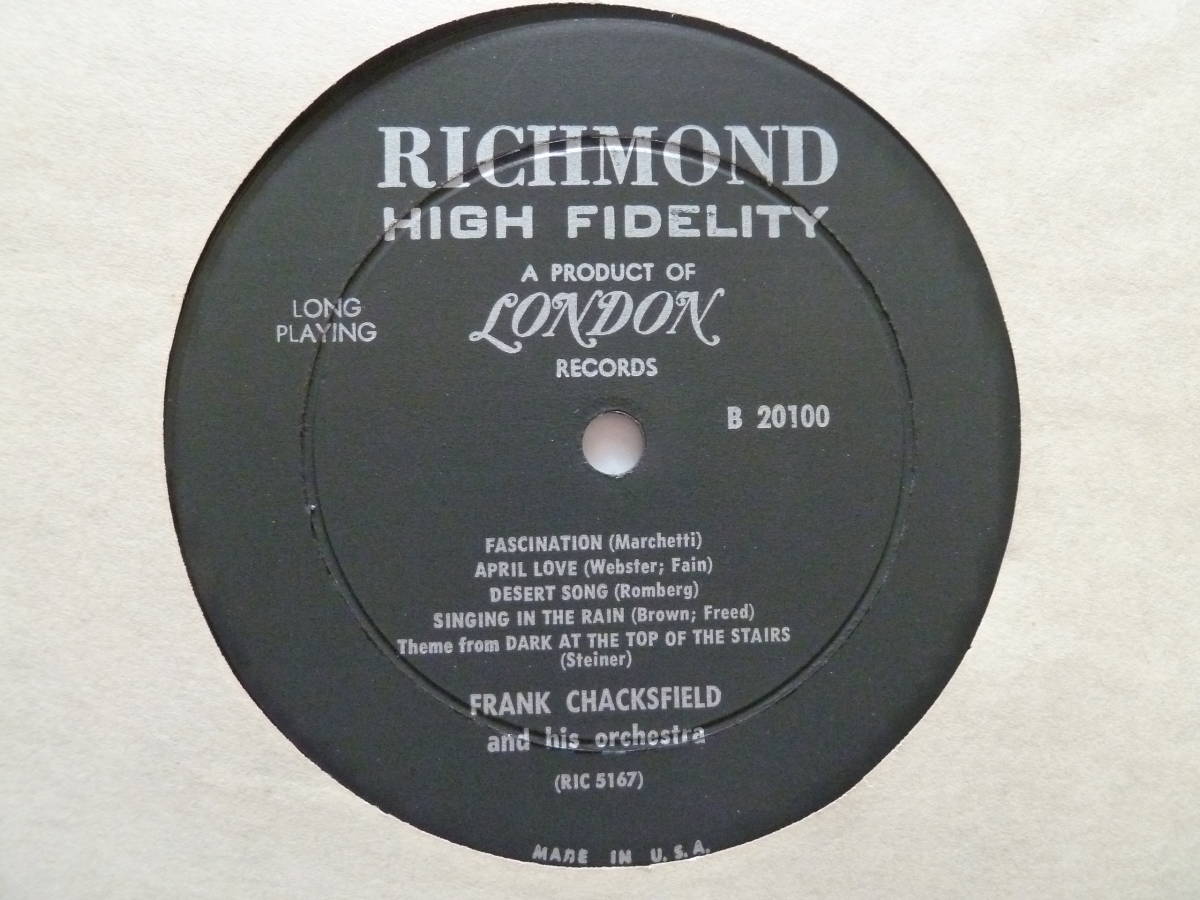 RICHMOND
HIGH FIDELITY
A PRODUCT OF
LONDON
RECORDS
LONG
PLAYING
B 20100
FASCINATION (Marchetti)
APRIL LOVE (Webster; Fain)
DESERT SONG (Romberg)
SINGING IN THE RAIN (Brown; Freed)
Theme from DARK AT THE TOP OF THE STAIRS
(Steiner)
FRANK CHACKSFIELD
and his orchestra
(RIC 5167)
MADE IN U.S.A.